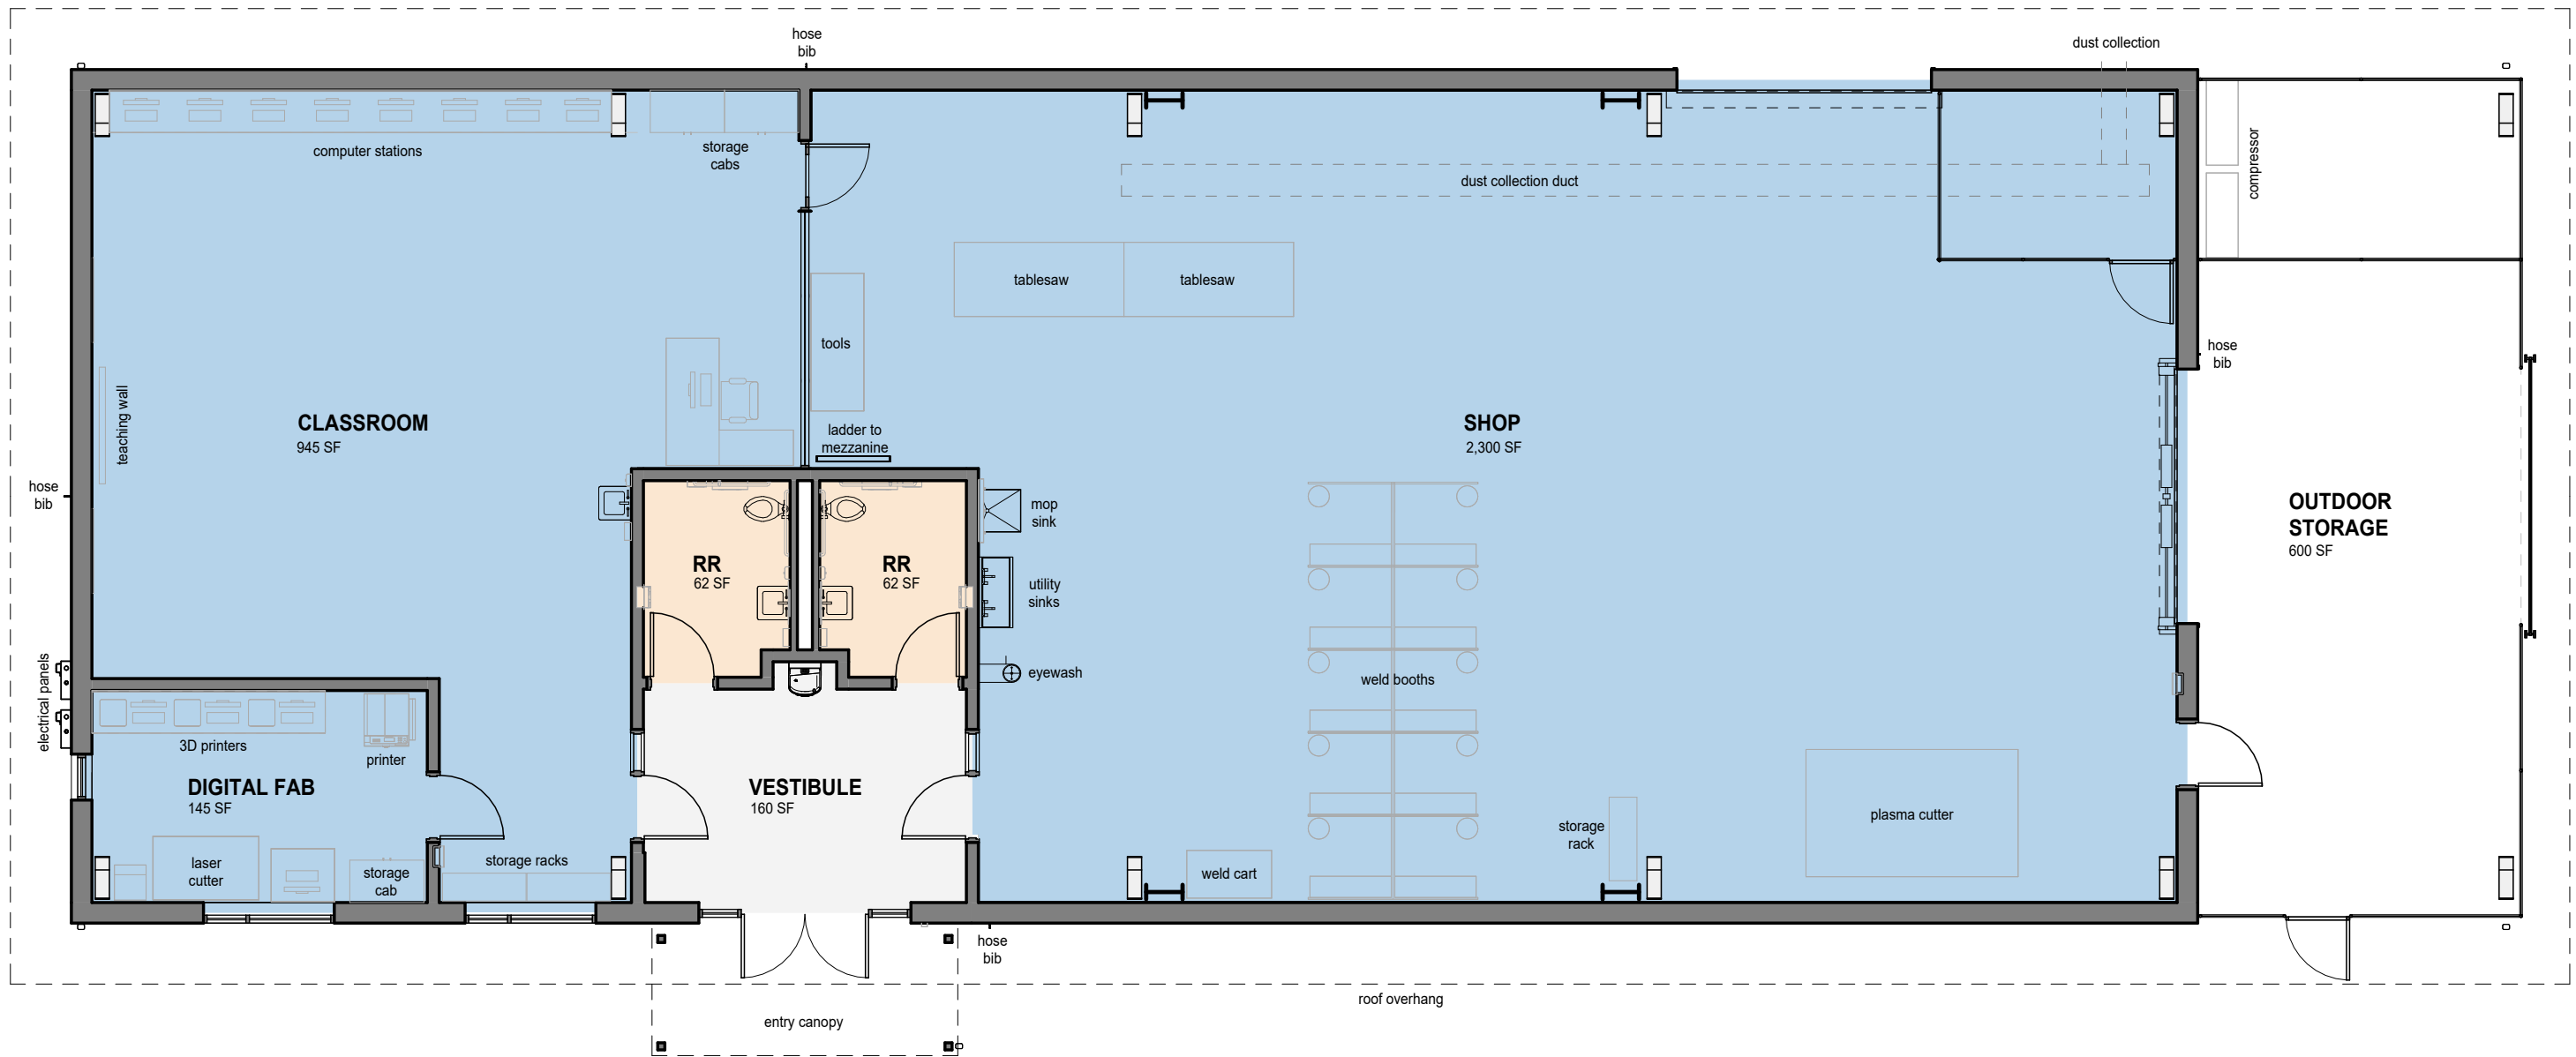 hose
bib
dust collection
computer stations
storage
cabs
dust collection duct
compressor
tablesaw
tablesaw
tools
hose
bib
teaching wall
CLASSROOM
945 SF
ladder to
mezzanine
SHOP
2,300 SF
hose
bib
mop
sink
OUTDOOR
STORAGE
600 SF
RR
62 SF
RR
62 SF
utility
sinks
eyewash
weld booths
electrical panels
3D printers
printer
DIGITAL FAB
145 SF
VESTIBULE
160 SF
plasma cutter
storage
rack
laser
cutter
storage
cab
storage racks
weld cart
hose
bib
roof overhang
entry canopy